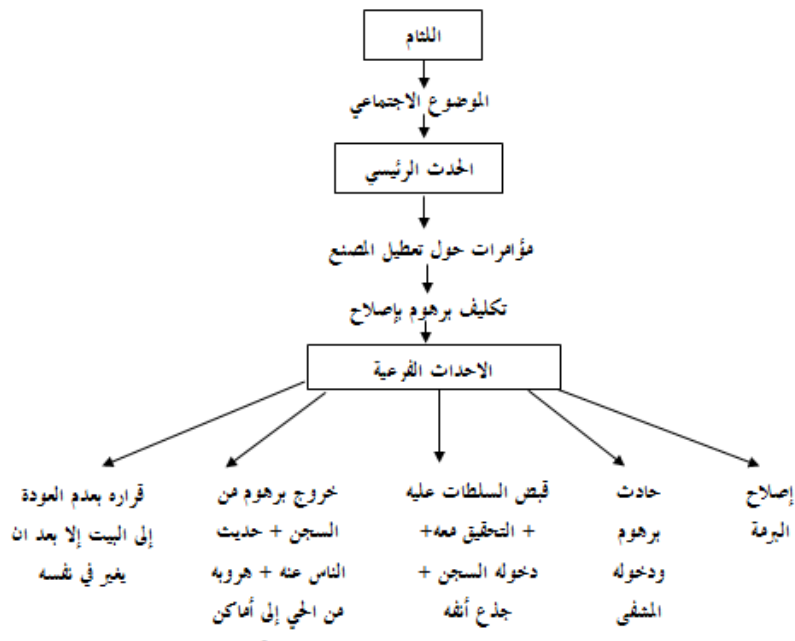 اللثام
الموضوع الاجتماعي
الحدث الرئيسي
مؤامرات حول تعطيل المصنع
تكليف برهوم بإصلاح
الاحداث الفرعية
إصلاح
البرمة
حادث
برهوم
ودخوله
المشفى
قبض السلطات عليه
+ التحقيق معه+
دخوله السجن +
جذع أنفه
خروج برهوم من
السجن + حديث
الناس عنه + هروبه
من الحي إلى أماكن
قراره بعدم العودة
إلى البيت إلا بعد ان
يغير في نفسه